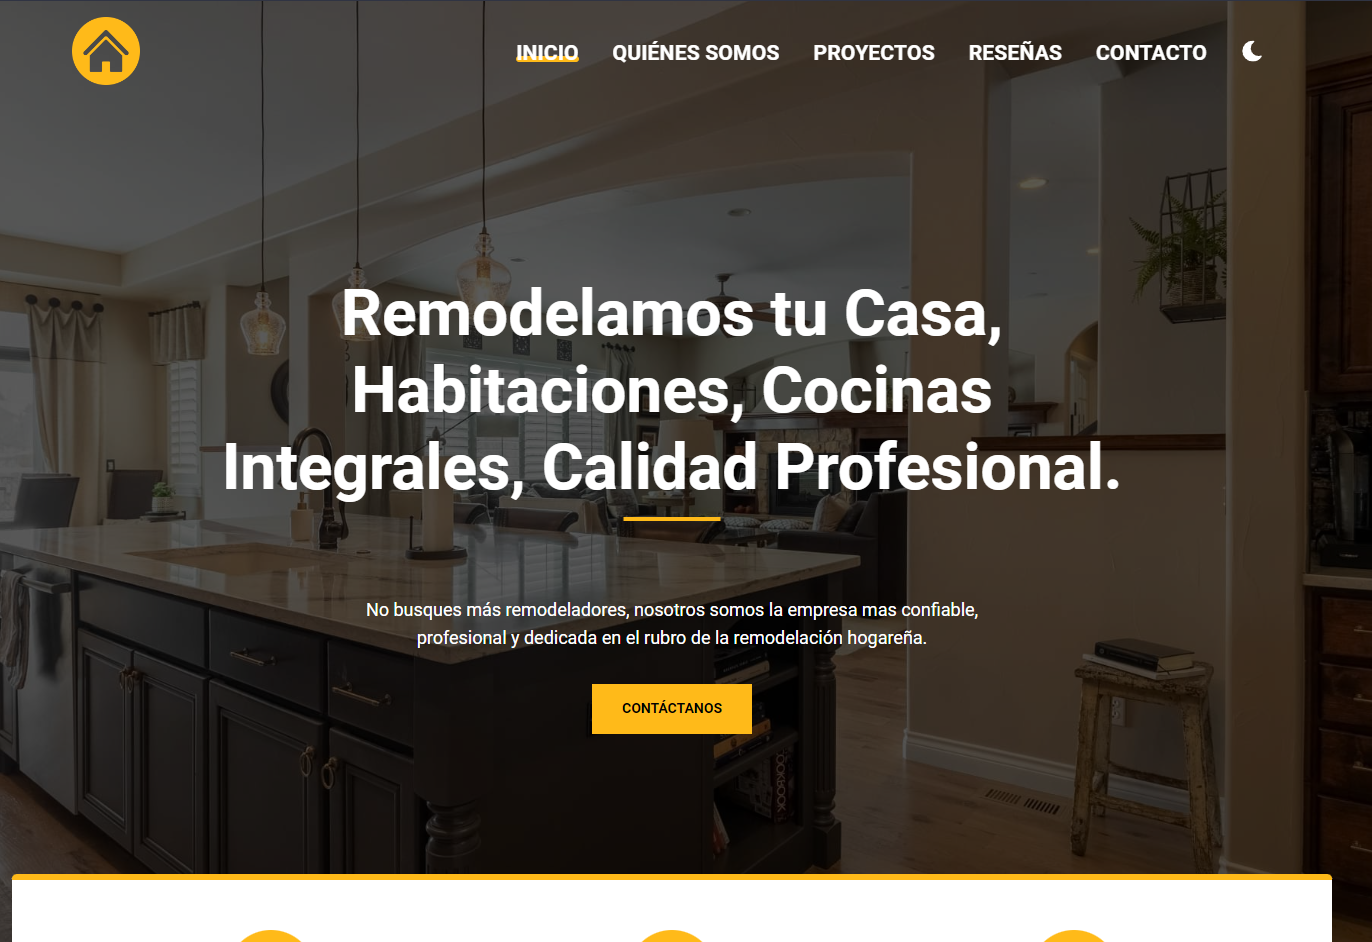 INICIO QUIÉNES SOMOS PROYECTOS RESEÑAS CONTACTO
Remodelamos tu Casa,
Habitaciones, Cocinas
Integrales, Calidad Profesional.
No busques más remodeladores, nosotros somos la empresa mas confiable,
profesional y dedicada en el rubro de la remodelación hogareña.
CONTÁCTANOS